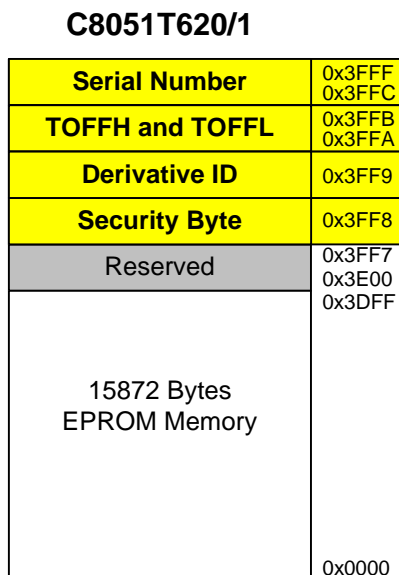 C8051T620/1
Serial Number
0x3FFF
0x3FFC
TOFFH and TOFFL
0x3FFB
0x3FFA
Derivative ID
0x3FF9
Security Byte
0x3FF8
Reserved
0x3FF7
0x3E00
0x3DFF
15872 Bytes
EPROM Memory
0x0000